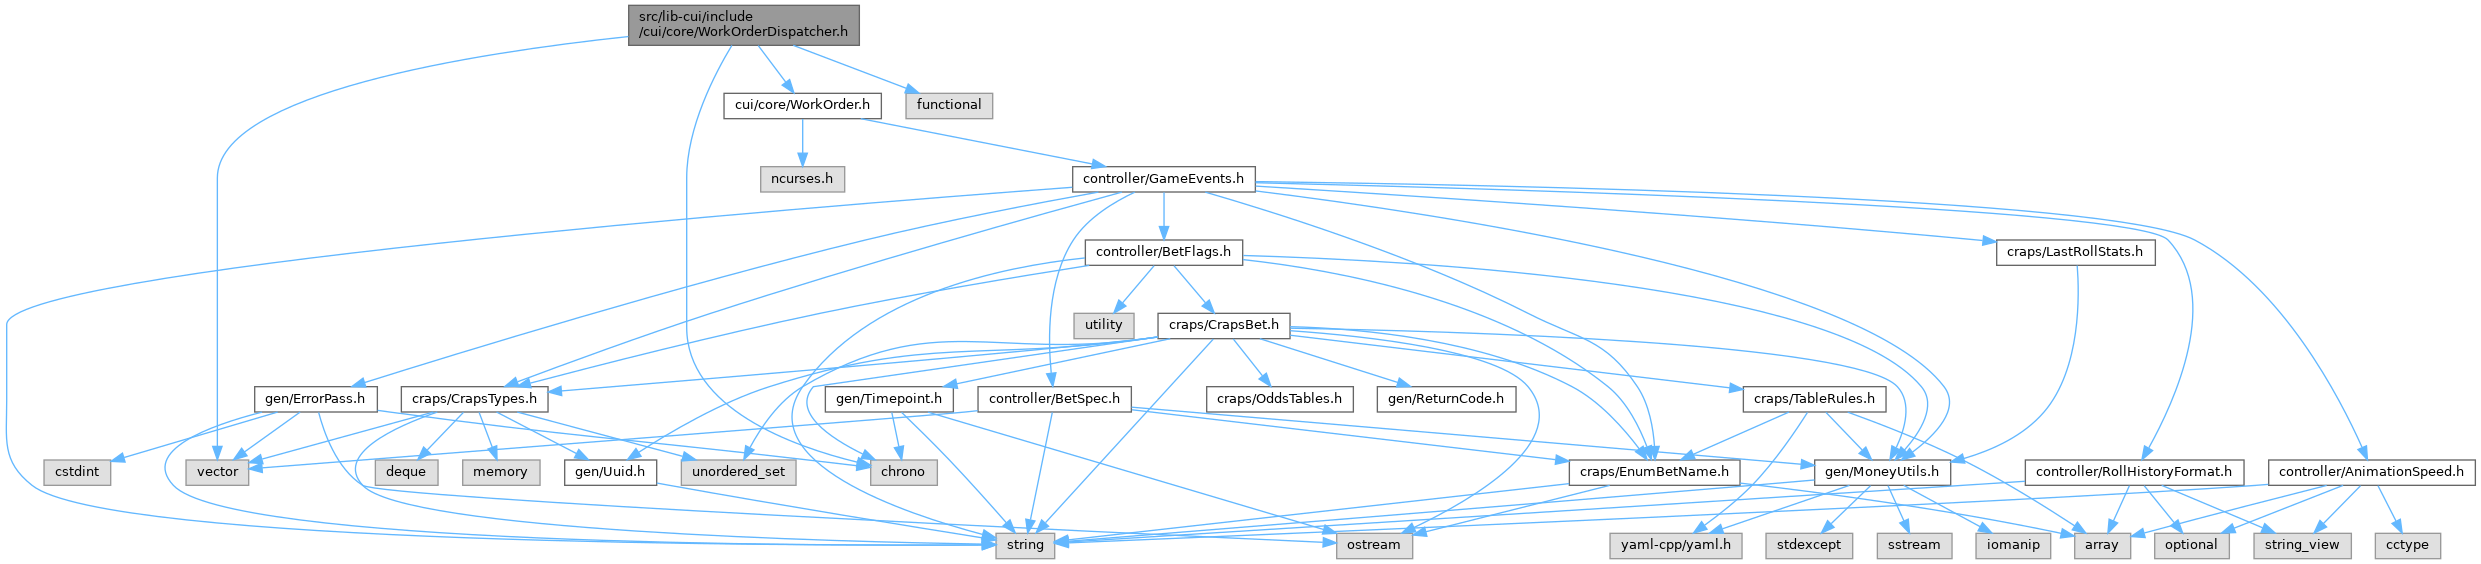 src/lib-cui/include
/cui/core/WorkOrderDispatcher.h
cui/core/WorkOrder.h
functional
ncurses.h
controller/GameEvents.h
controller/BetFlags.h
craps/LastRollStats.h
utility
craps/CrapsBet.h
gen/ErrorPass.h
craps/CrapsTypes.h
gen/Timepoint.h
controller/BetSpec.h
craps/OddsTables.h
gen/ReturnCode.h
craps/TableRules.h
cstdint
vector
deque
memory
gen/Uuid.h
unordered_set
chrono
craps/EnumBetName.h
gen/MoneyUtils.h
controller/RollHistoryFormat.h
controller/AnimationSpeed.h
string
ostream
yaml-cpp/yaml.h
stdexcept
sstream
iomanip
array
optional
string_view
cctype